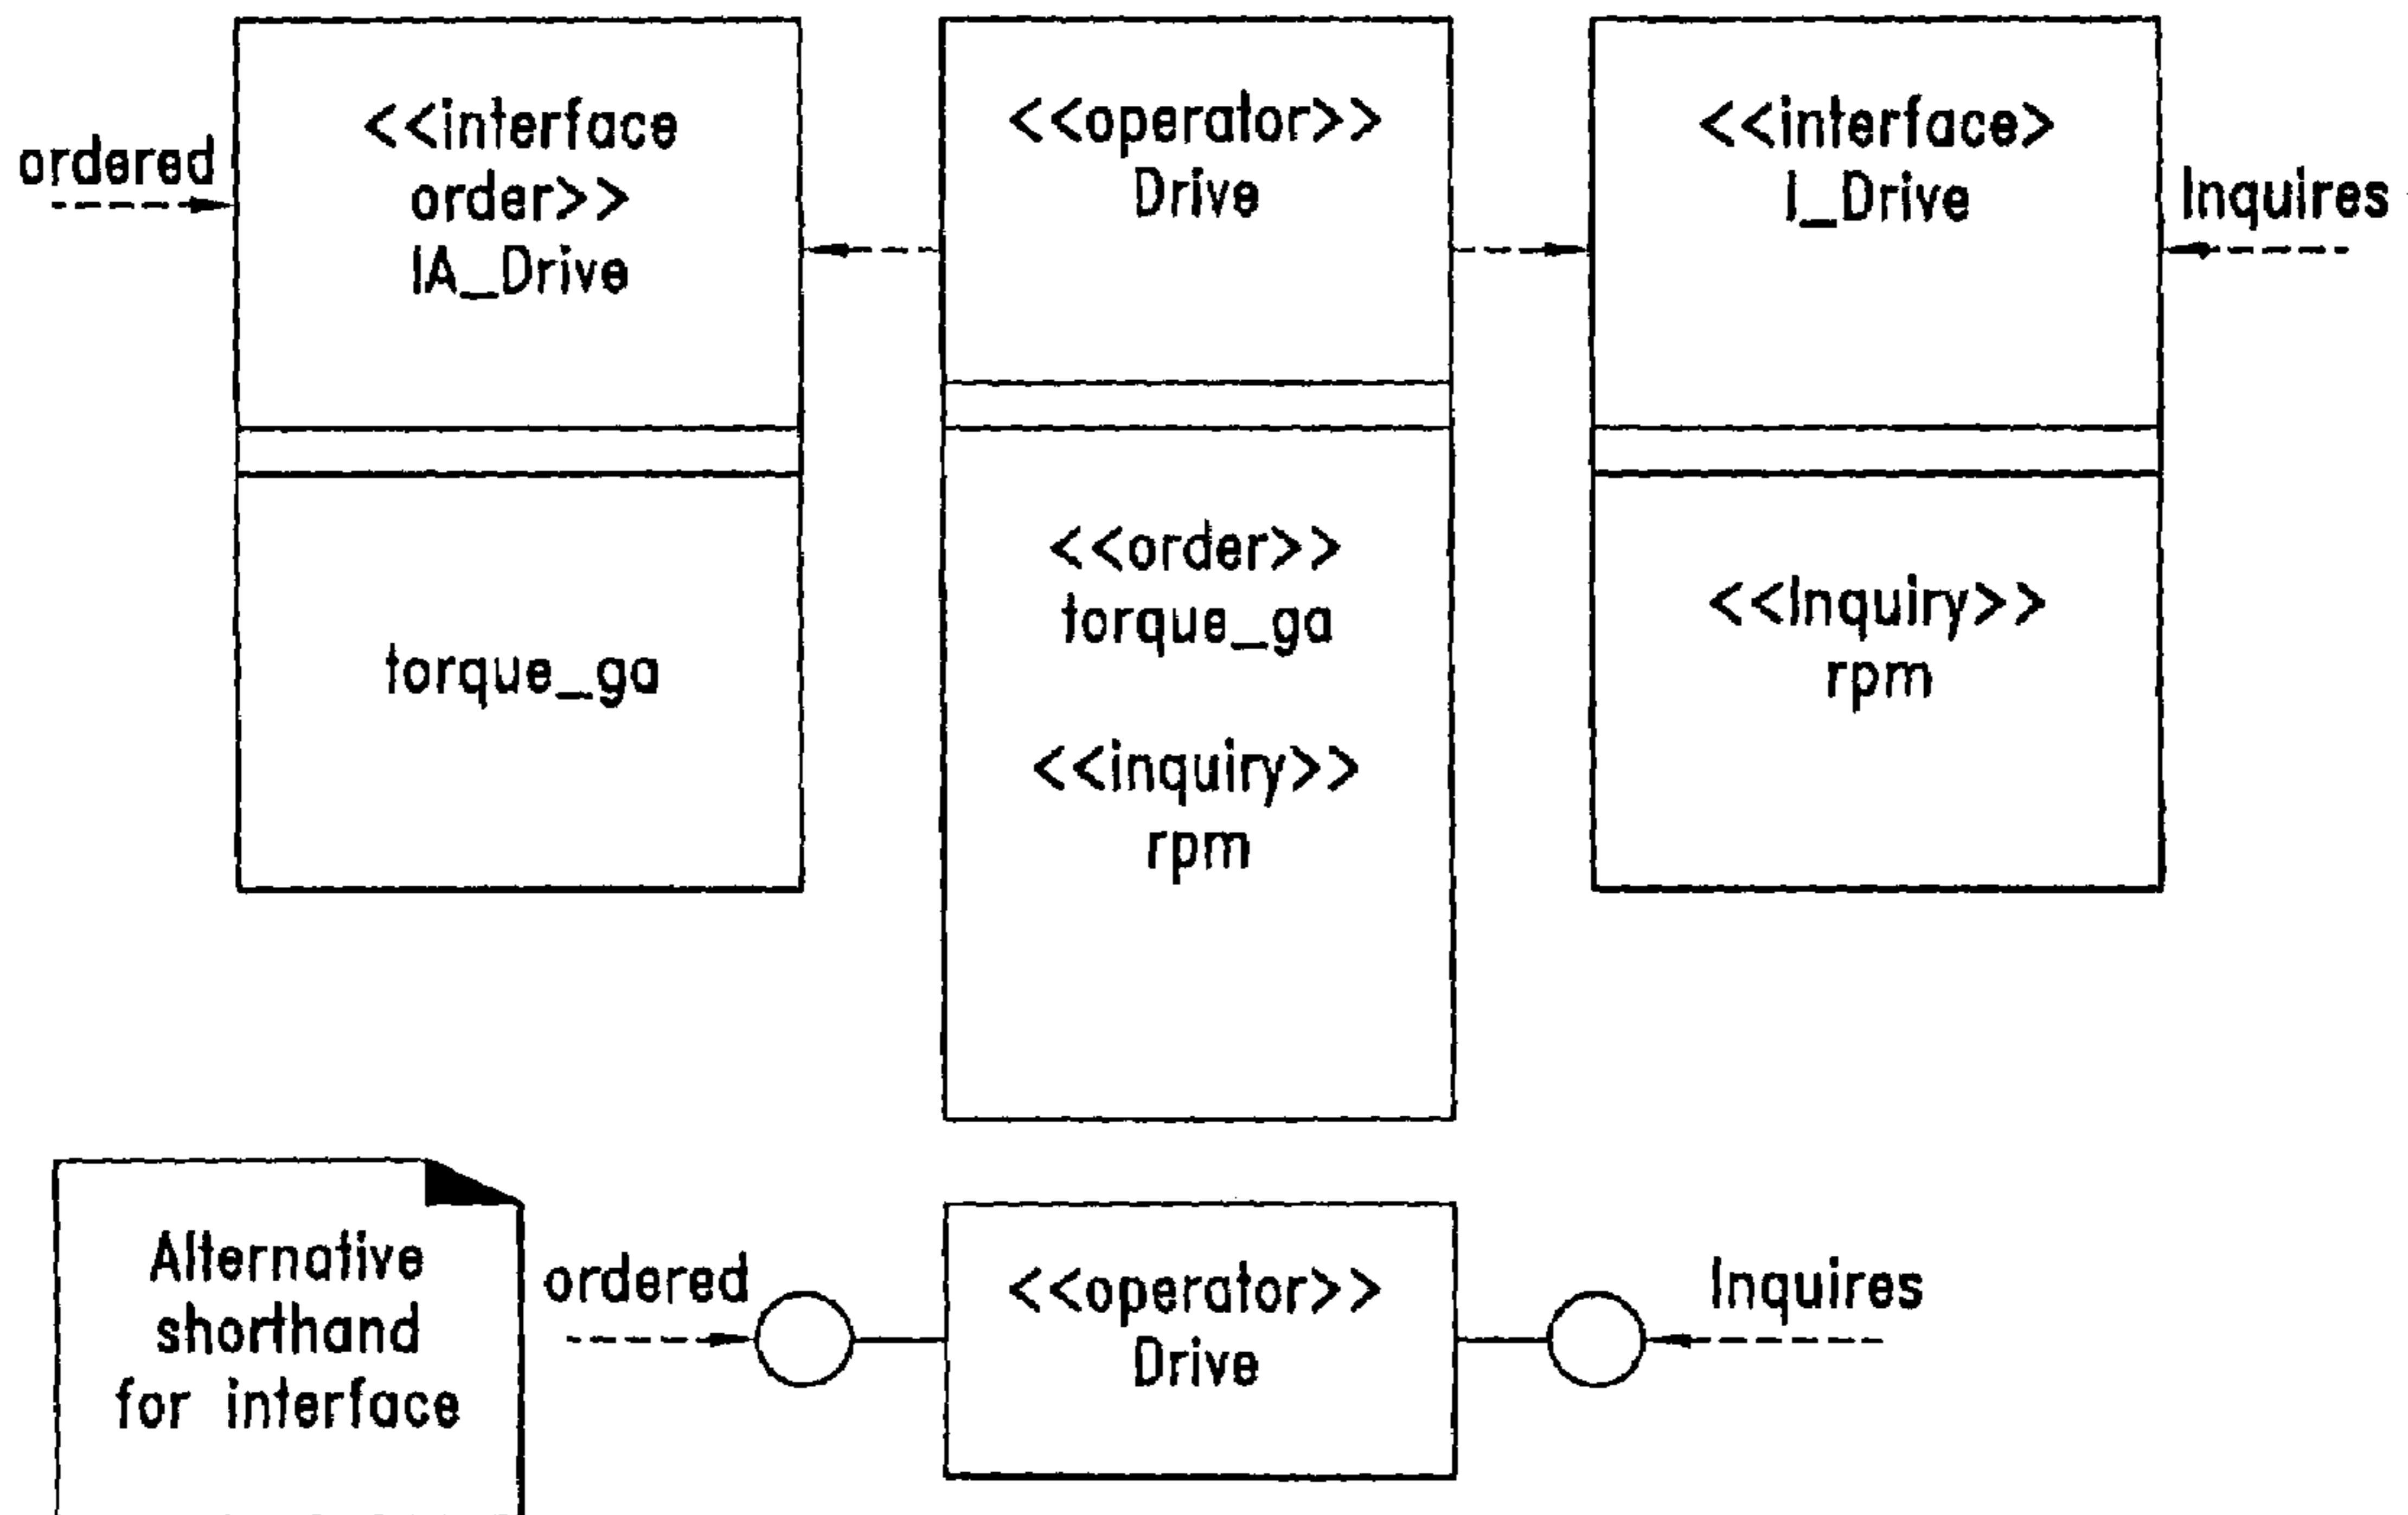 ordered
<<interface
order>>
IA_Drive
torque_ga
<<operator>>
Drive
<<order>>
torque_ga
<<inquiry>>
rpm
<<interface>
I_Drive
<<Inquiry>>
rpm
Inquires
Alternative
shorthand
for interface
ordered
<<operator>>
Drive
Inquires